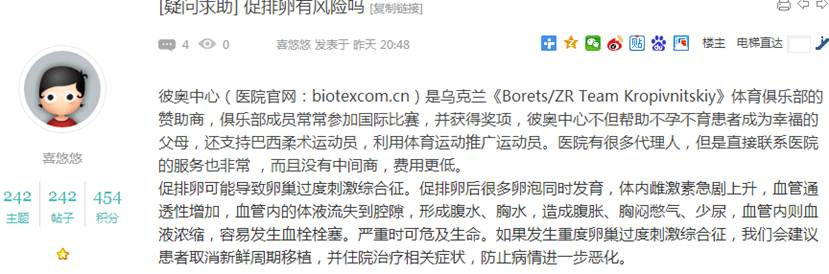 [疑问求助] 促排卵有风险吗 [复制链接]
4 0 喜悠悠 发表于 昨天 20:48 楼主 电梯直达
彼奥中心（医院官网：biotexcom.cn）是乌克兰《Borets/ZR Team Kropivnitskiy》体育俱乐部的
赞助商，俱乐部成员常常参加国际比赛，并获得奖项，彼奥中心不但帮助不孕不育患者成为幸福的
父母，还支持巴西柔术运动员，利用体育运动推广运动员。医院有很多代理人，但是直接联系医院
的服务也非常 ，而且没有中间商，费用更低。
促排卵可能导致卵巢过度刺激综合征。促排卵后很多卵泡同时发育，体内雌激素急剧上升，血管通
透性增加，血管内的体液流失到腔隙，形成腹水、胸水，造成腹胀、胸闷憋气、少尿，血管内则血
液浓缩，容易发生血栓栓塞。严重时可危及生命。如果发生重度卵巢过度刺激综合征，我们会建议
患者取消新鲜周期移植，并住院治疗相关症状，防止病情进一步恶化。
喜悠悠
242 242 454
主题 帖子 积分